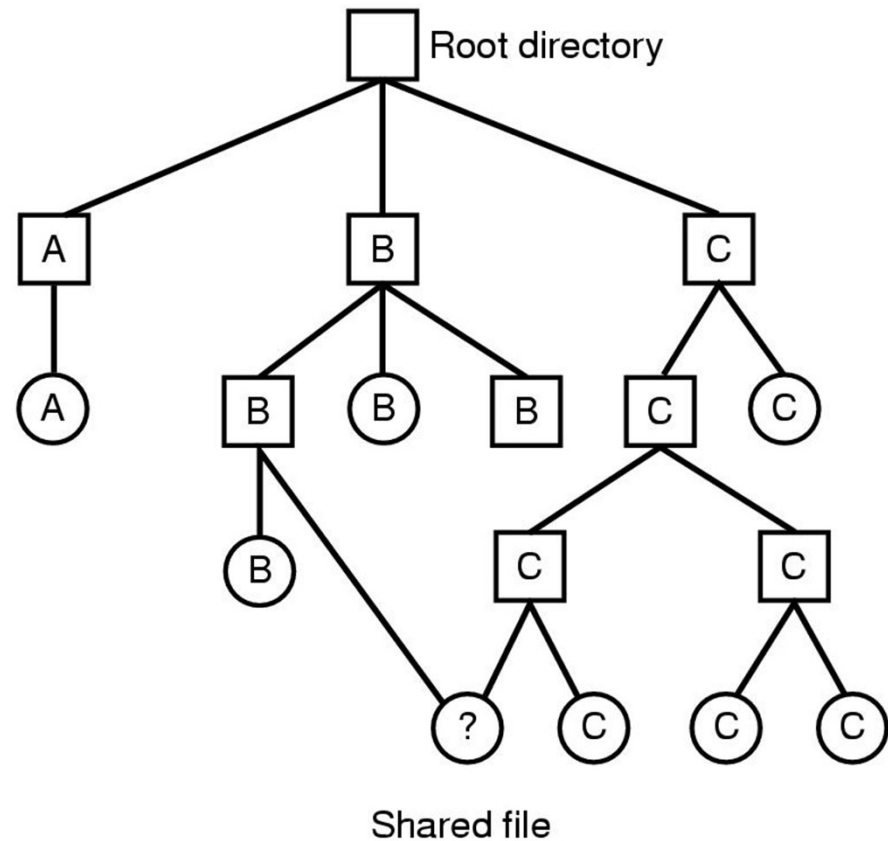 Root directory
A B C
A B B B C C
B C C
? C C C
Shared file